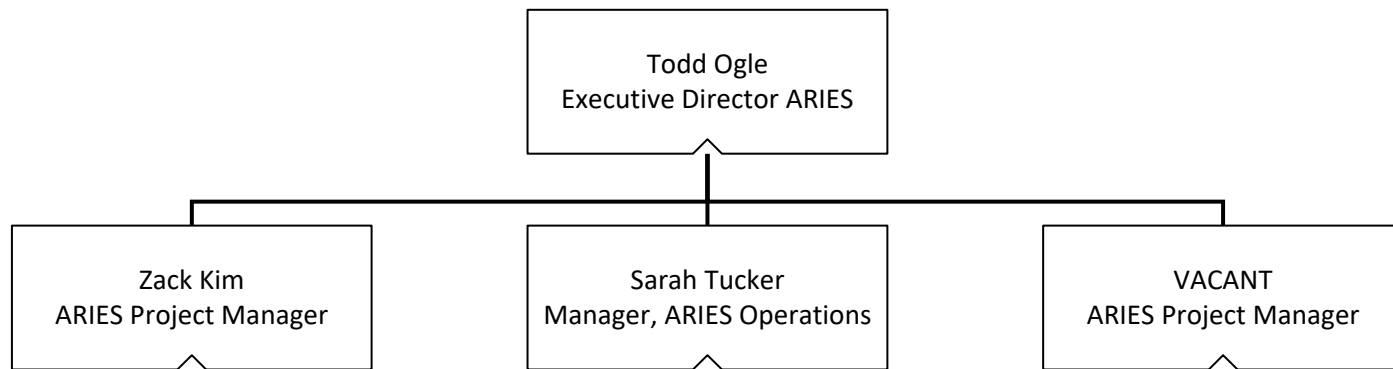 Todd Ogle
Executive Director ARIES
Zack Kim
ARIES Project Manager
Sarah Tucker
Manager, ARIES Operations
VACANT
ARIES Project Manager